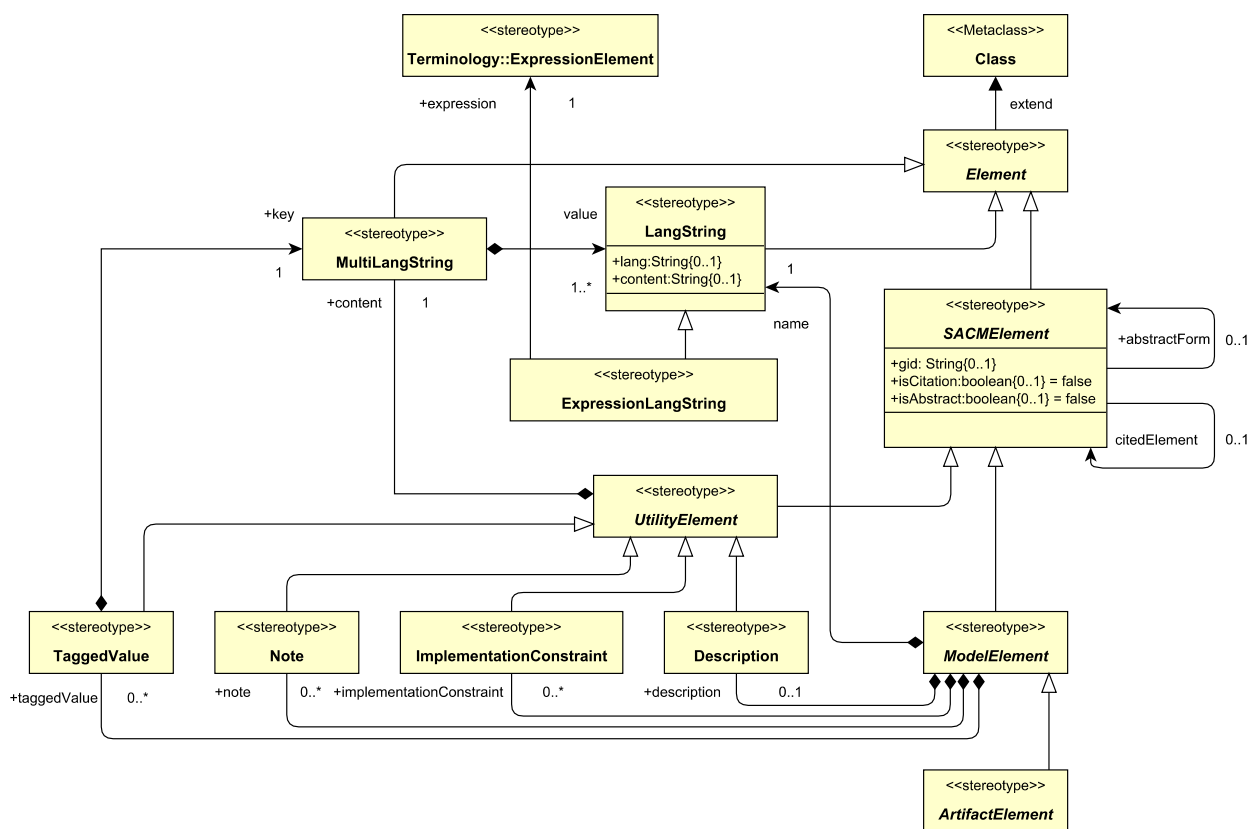 <<stereotype>>
Terminology::ExpressionElement
<<Metaclass>>
Class
+expression
1
extend
<<stereotype>>
Element
+key
1
<<stereotype>>
MultiLangString
value
1..*
<<stereotype>>
LangString
+lang:String{0..1}
+content:String{0..1}
1
name
+content
1
<<stereotype>>
SACMElement
+gid: String{0..1}
+isCitation:boolean{0..1} = false
+isAbstract:boolean{0..1} = false
+abstractForm
0..1
citedElement
0..1
<<stereotype>>
ExpressionLangString
<<stereotype>>
UtilityElement
<<stereotype>>
TaggedValue
<<stereotype>>
Note
<<stereotype>>
ImplementationConstraint
<<stereotype>>
Description
<<stereotype>>
ModelElement
+taggedValue
0..*
+note
0..*
+implementationConstraint
0..*
+description
0..1
<<stereotype>>
ArtifactElement